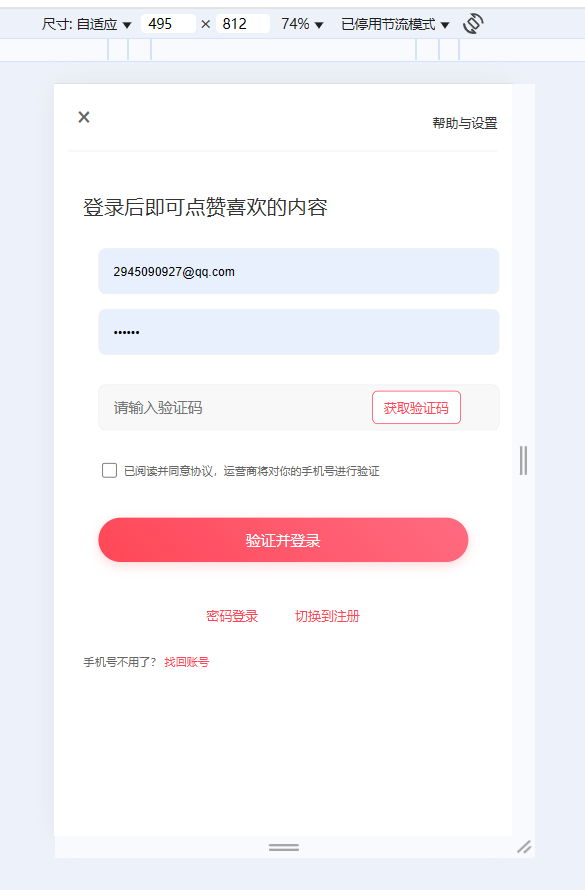 尺寸: 自适应 ▼ 495 × 812 74% ▼ 已停用节流模式 ▼
×
帮助与设置
登录后即可点赞喜欢的内容
2945090927@qq.com
••••••
请输入验证码 获取验证码
已阅读并同意协议，运营商将对你的手机号进行验证
验证并登录
密码登录 切换到注册
手机号不用了？ 找回账号